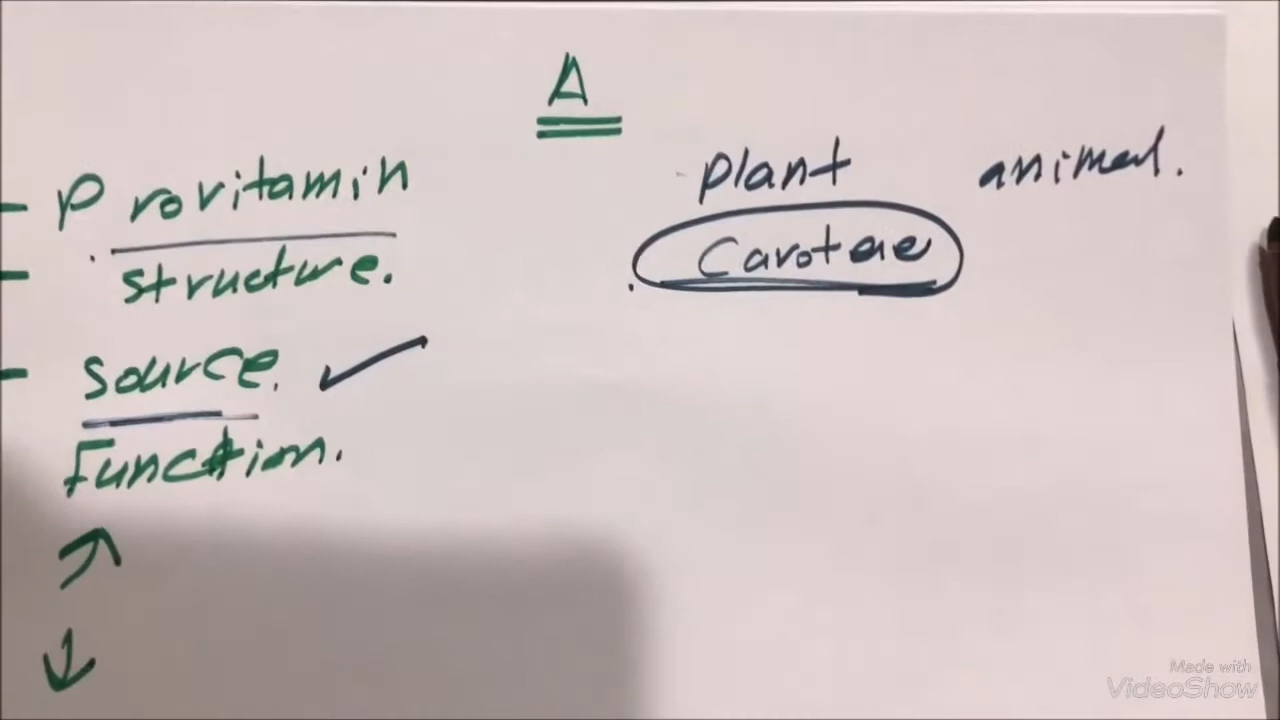 A
- Provitamin
- structure.
- source. ✓
Function.
↗
↓
plant animal.
Carotene
Made with
VideoShow